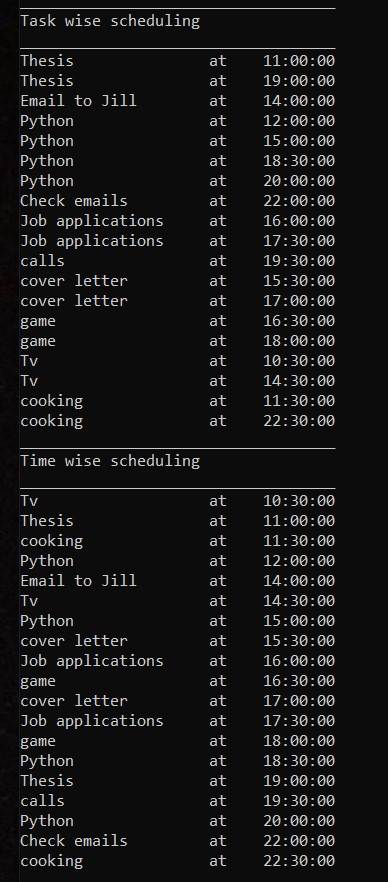 Task wise scheduling
Thesis at 11:00:00
Thesis at 19:00:00
Email to Jill at 14:00:00
Python at 12:00:00
Python at 15:00:00
Python at 18:30:00
Python at 20:00:00
Check emails at 22:00:00
Job applications at 16:00:00
Job applications at 17:30:00
calls at 19:30:00
cover letter at 15:30:00
cover letter at 17:00:00
game at 16:30:00
game at 18:00:00
Tv at 10:30:00
Tv at 14:30:00
cooking at 11:30:00
cooking at 22:30:00
Time wise scheduling
Tv at 10:30:00
Thesis at 11:00:00
cooking at 11:30:00
Python at 12:00:00
Email to Jill at 14:00:00
Tv at 14:30:00
Python at 15:00:00
cover letter at 15:30:00
Job applications at 16:00:00
game at 16:30:00
cover letter at 17:00:00
Job applications at 17:30:00
game at 18:00:00
Python at 18:30:00
Thesis at 19:00:00
calls at 19:30:00
Python at 20:00:00
Check emails at 22:00:00
cooking at 22:30:00